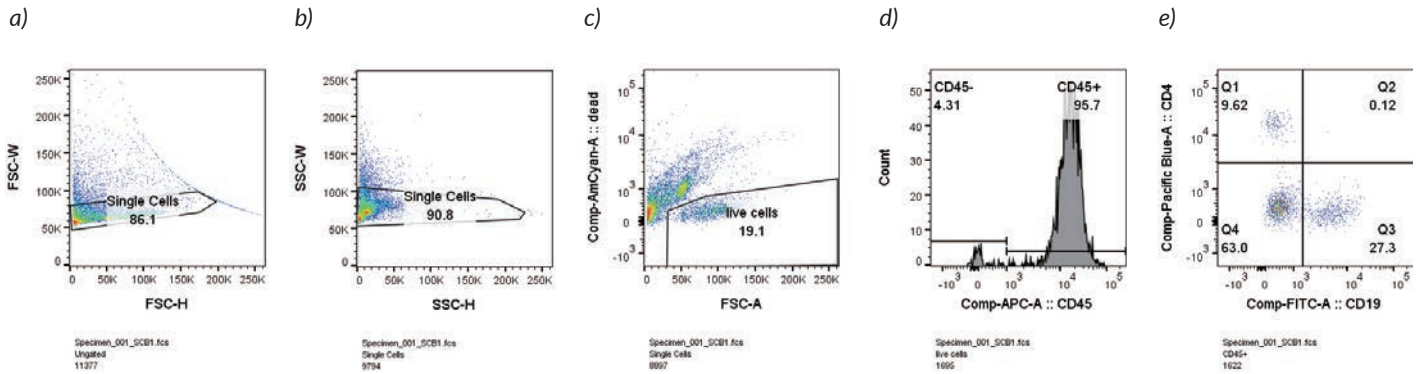 a)
b)
c)
d)
e)
250K
200K
150K
100K
50K
0
FSC-W
Single Cells
86.1
0 50K 100K 150K 200K 250K
FSC-H
Specimen_001_SCB1.fcs
Ungated
11377
250K
200K
150K
100K
50K
0
SSC-W
Single Cells
90.8
0 50K 100K 150K 200K 250K
SSC-H
Specimen_001_SCB1.fcs
Single Cells
9794
10^5
10^4
10^3
0
-10^3
Comp-AmCyan-A :: dead
live cells
19.1
0 50K 100K 150K 200K 250K
FSC-A
Specimen_001_SCB1.fcs
Single Cells
8897
50
40
30
20
10
0
Count
CD45-
4.31
CD45+
95.7
-10^3 0 10^3 10^4 10^5
Comp-APC-A :: CD45
Specimen_001_SCB1.fcs
live cells
1695
10^5
10^4
10^3
0
-10^3
Comp-Pacific Blue-A :: CD4
Q1
9.62
Q2
0.12
Q4
63.0
Q3
27.3
-10^3 0 10^3 10^4 10^5
Comp-FITC-A :: CD19
Specimen_001_SCB1.fcs
CD45+
1622